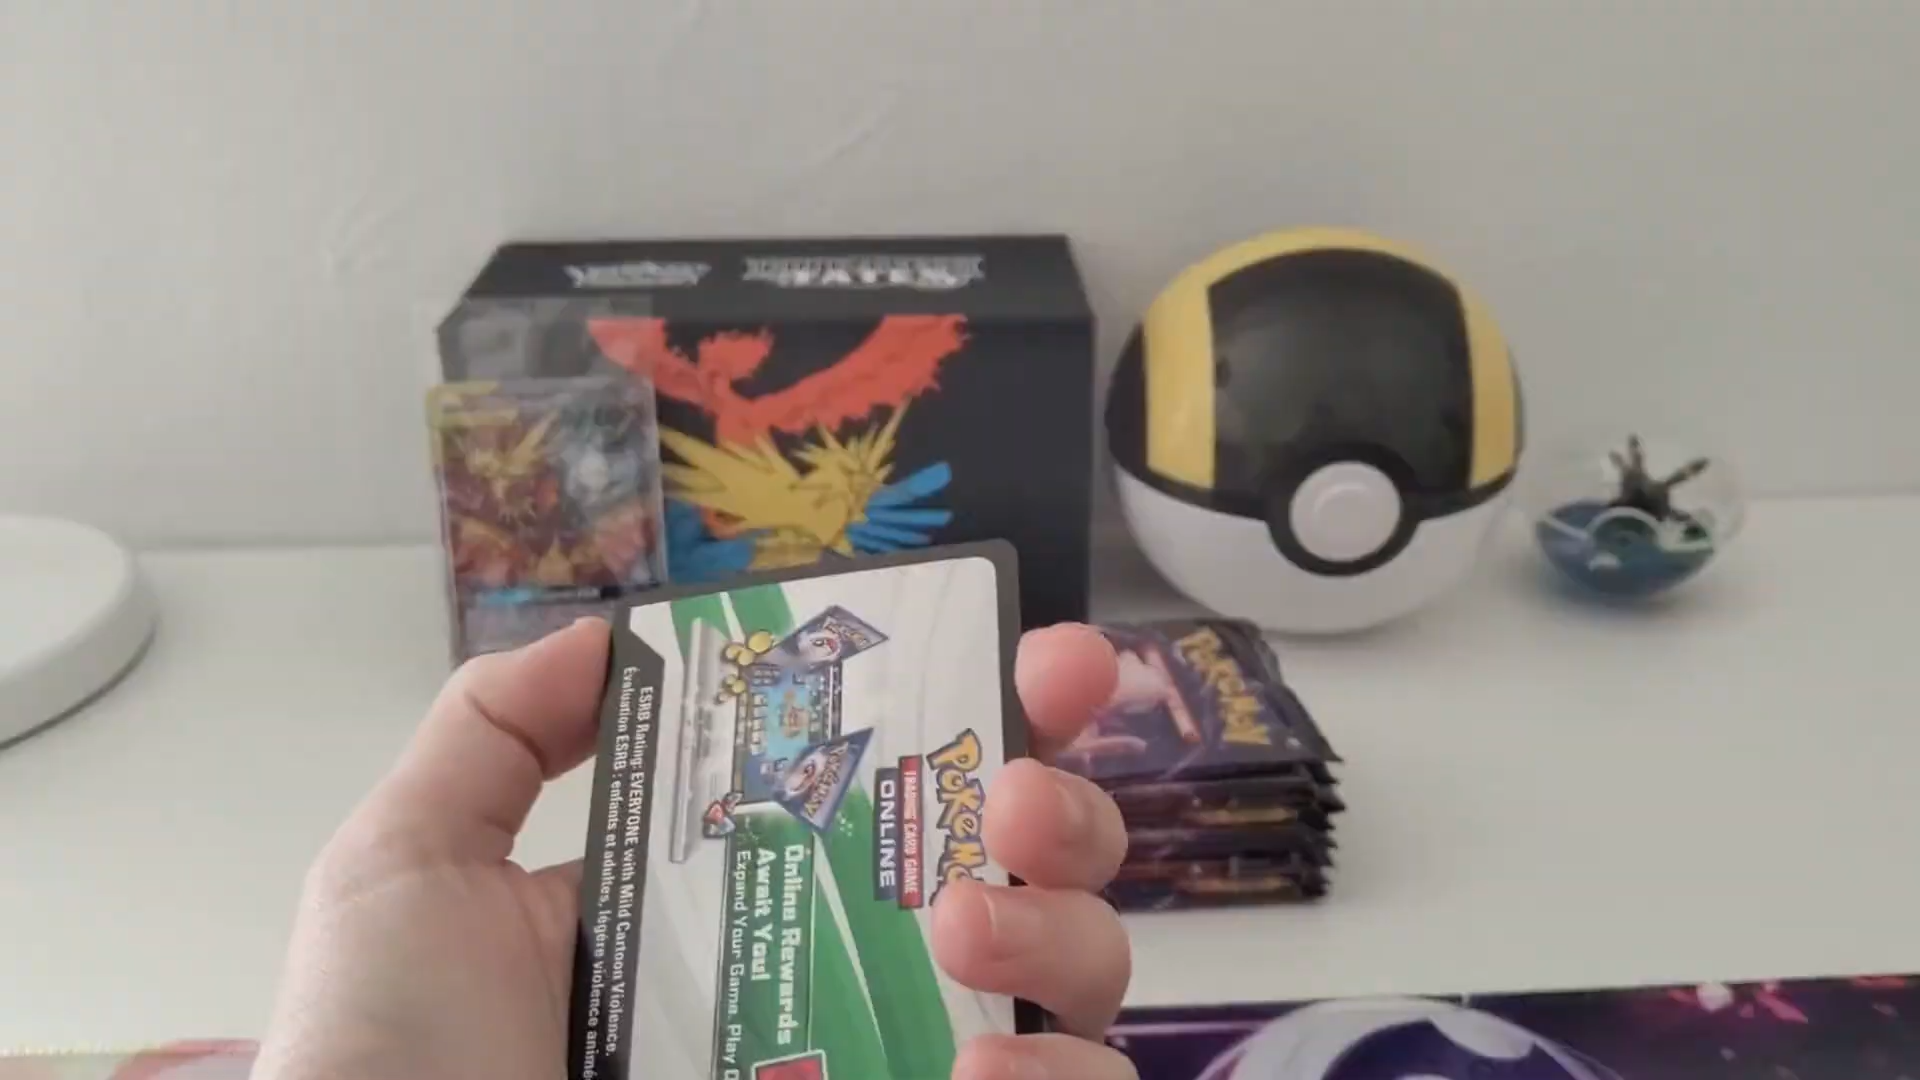 FATES
Pokémon
Pokémon
TRADING CARD GAME
ONLINE
Online Rewards
Await You!
Expand Your Game. Play
ESRB Rating: EVERYONE with Mild Cartoon Violence.
Évaluation ESRB : enfants et adultes, légère violence